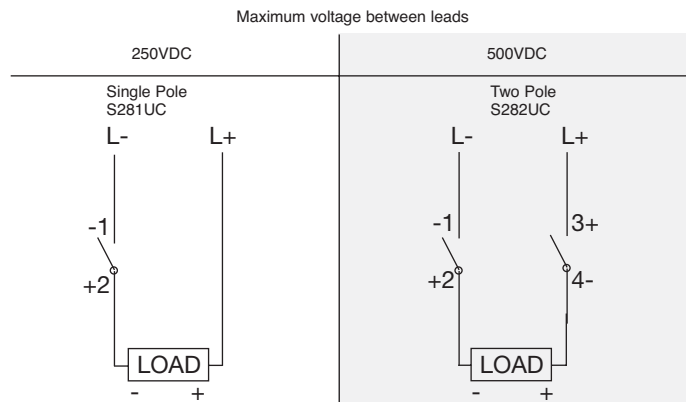 Maximum voltage between leads
250VDC
500VDC
Single Pole
S281UC
L- L+
-1
+2
LOAD
- +
Two Pole
S282UC
L- L+
-1 3+
+2 4-
LOAD
- +